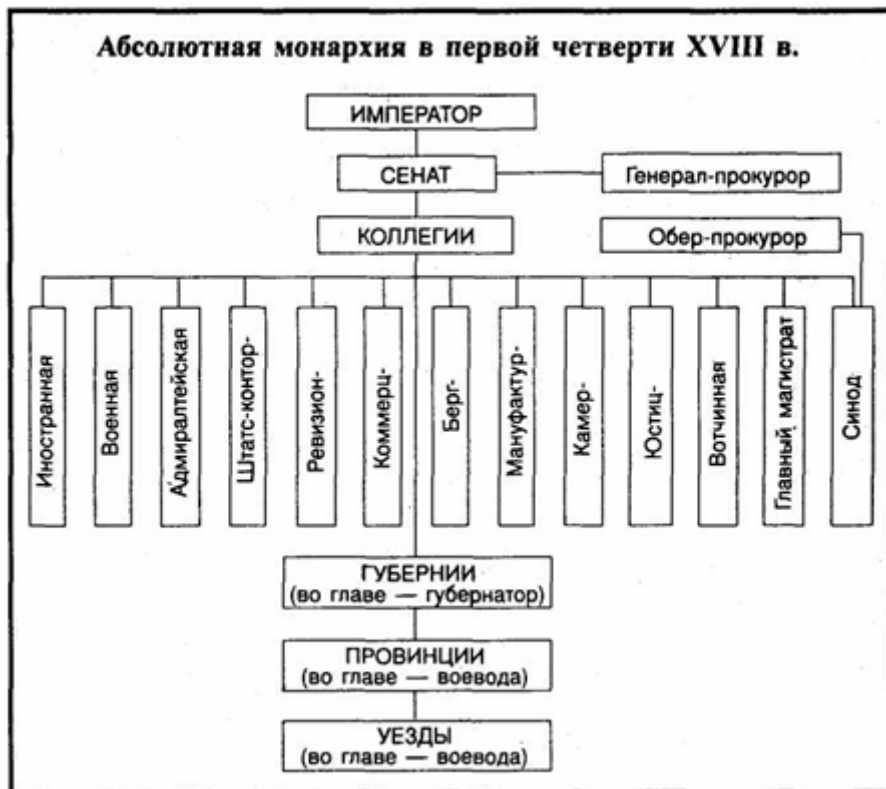 Абсолютная монархия в первой четверти XVIII в.
ИМПЕРАТОР
СЕНАТ
Генерал-прокурор
КОЛЛЕГИИ
Обер-прокурор
Иностранная
Военная
Адмиралтейская
Штатс-контор-
Ревизион-
Коммерц-
Берг-
Мануфактур-
Камер-
Юстиц-
Вотчинная
Главный магистрат
Синод
ГУБЕРНИИ
(во главе — губернатор)
ПРОВИНЦИИ
(во главе — воевода)
УЕЗДЫ
(во главе — воевода)